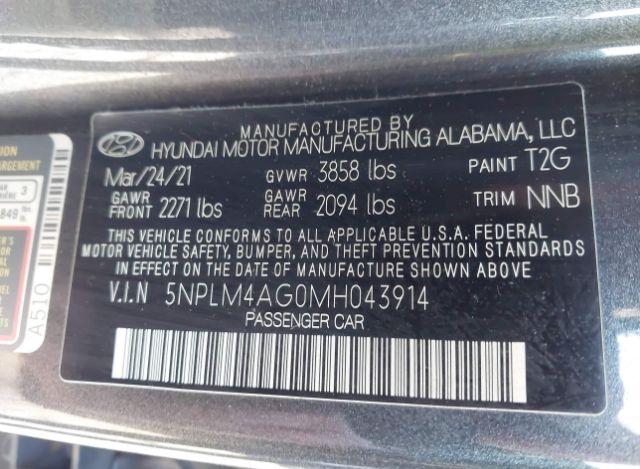 MANUFACTURED BY
HYUNDAI MOTOR MANUFACTURING ALABAMA, LLC
Mar/24/21 GVWR 3858 lbs PAINT T2G
GAWR FRONT 2271 lbs GAWR REAR 2094 lbs TRIM NNB
THIS VEHICLE CONFORMS TO ALL APPLICABLE U.S.A. FEDERAL
MOTOR VEHICLE SAFETY, BUMPER, AND THEFT PREVENTION STANDARDS
IN EFFECT ON THE DATE OF MANUFACTURE SHOWN ABOVE
V.I.N 5NPLM4AG0MH043914
PASSENGER CAR
A510
3